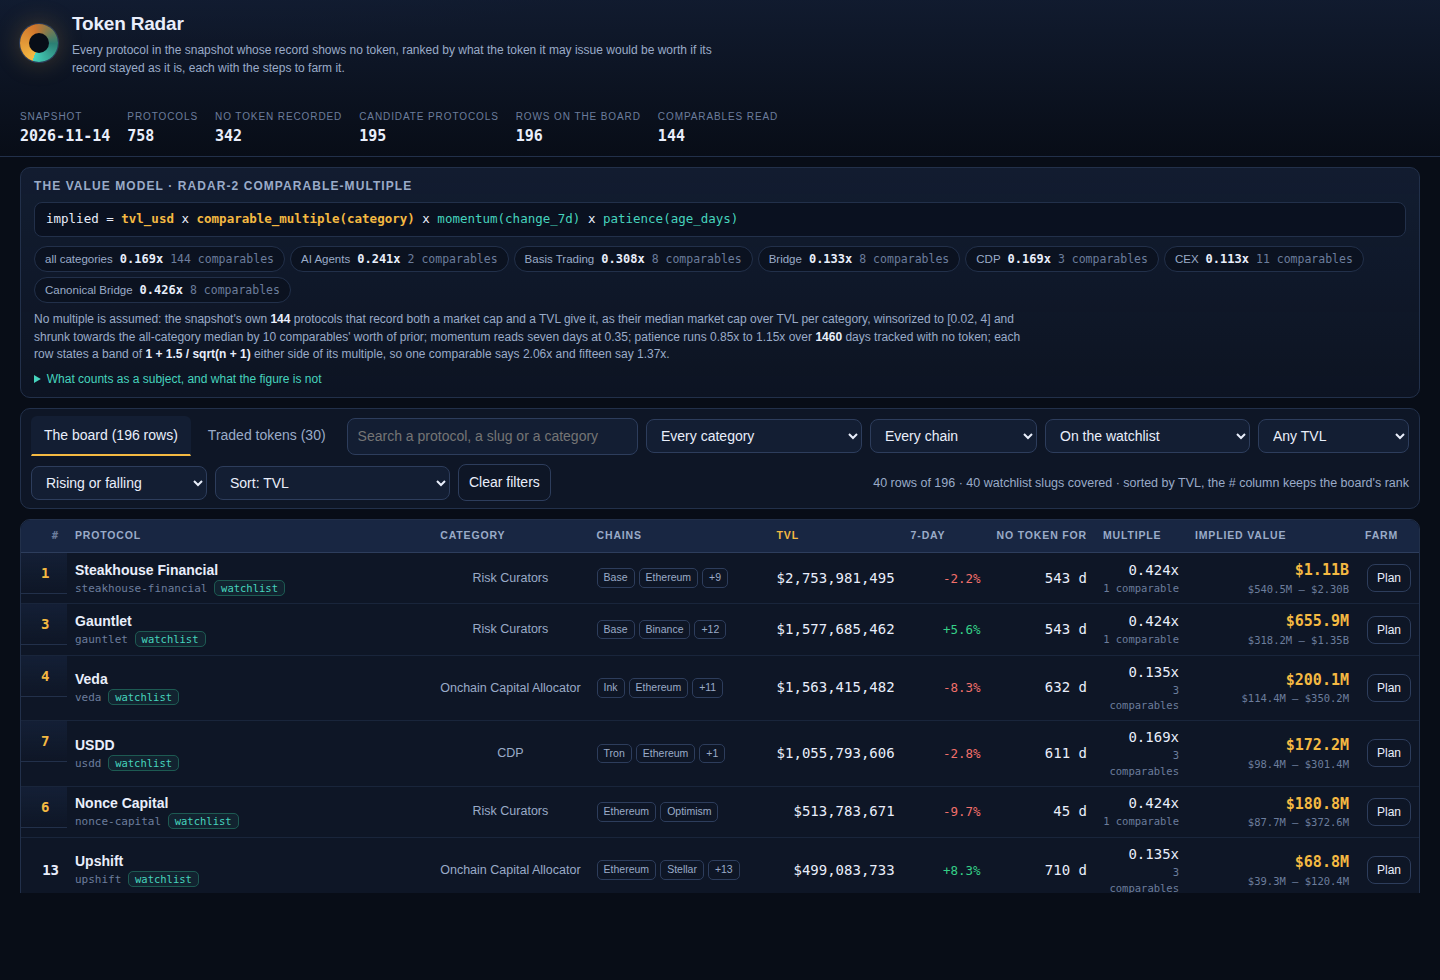 Token Radar
Every protocol in the snapshot whose record shows no token, ranked by what the token it may issue would be worth if its
record stayed as it is, each with the steps to farm it.
SNAPSHOT PROTOCOLS NO TOKEN RECORDED CANDIDATE PROTOCOLS ROWS ON THE BOARD COMPARABLES READ
2026-11-14 758 342 195 196 144
THE VALUE MODEL · RADAR-2 COMPARABLE-MULTIPLE
implied = tvl_usd x comparable_multiple(category) x momentum(change_7d) x patience(age_days)
all categories 0.169x 144 comparables AI Agents 0.241x 2 comparables Basis Trading 0.308x 8 comparables Bridge 0.133x 8 comparables CDP 0.169x 3 comparables CEX 0.113x 11 comparables
Canonical Bridge 0.426x 8 comparables
No multiple is assumed: the snapshot's own 144 protocols that record both a market cap and a TVL give it, as their median market cap over TVL per category, winsorized to [0.02, 4] and
shrunk towards the all-category median by 10 comparables' worth of prior; momentum reads seven days at 0.35; patience runs 0.85x to 1.15x over 1460 days tracked with no token; each
row states a band of 1 + 1.5 / sqrt(n + 1) either side of its multiple, so one comparable says 2.06x and fifteen say 1.37x.
What counts as a subject, and what the figure is not
The board (196 rows) Traded tokens (30) Search a protocol, a slug or a category Every category Every chain On the watchlist Any TVL
Rising or falling Sort: TVL Clear filters 40 rows of 196 · 40 watchlist slugs covered · sorted by TVL, the # column keeps the board's rank
# PROTOCOL CATEGORY CHAINS TVL 7-DAY NO TOKEN FOR MULTIPLE IMPLIED VALUE FARM
1 Steakhouse Financial Risk Curators Base Ethereum +9 $2,753,981,495 -2.2% 543 d 0.424x $1.11B Plan
steakhouse-financial watchlist 1 comparable $540.5M — $2.30B
3 Gauntlet Risk Curators Base Binance +12 $1,577,685,462 +5.6% 543 d 0.424x $655.9M Plan
gauntlet watchlist 1 comparable $318.2M — $1.35B
4 Veda Onchain Capital Allocator Ink Ethereum +11 $1,563,415,482 -8.3% 632 d 0.135x $200.1M Plan
veda watchlist 3 comparables $114.4M — $350.2M
7 USDD CDP Tron Ethereum +1 $1,055,793,606 -2.8% 611 d 0.169x $172.2M Plan
usdd watchlist 3 comparables $98.4M — $301.4M
6 Nonce Capital Risk Curators Ethereum Optimism $513,783,671 -9.7% 45 d 0.424x $180.8M Plan
nonce-capital watchlist 1 comparable $87.7M — $372.6M
13 Upshift Onchain Capital Allocator Ethereum Stellar +13 $499,083,733 +8.3% 710 d 0.135x $68.8M Plan
upshift watchlist 3 comparables $39.3M — $120.4M